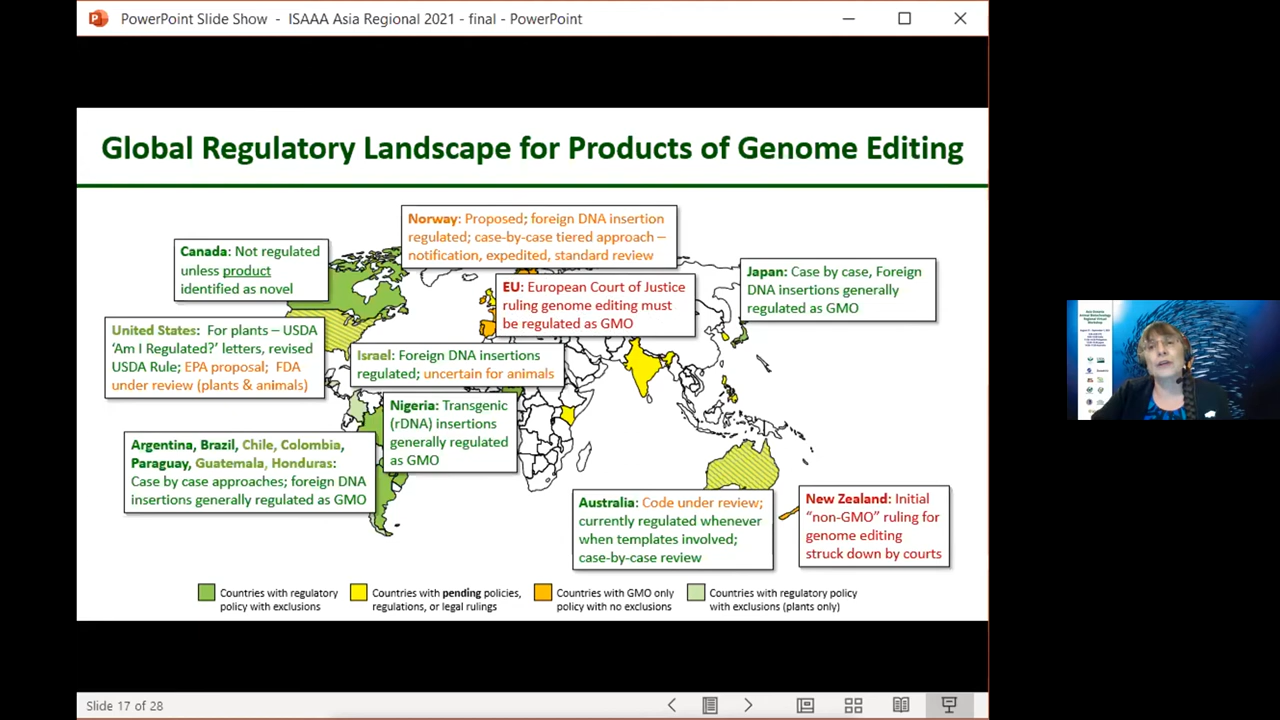 PowerPoint Slide Show - ISAAA Asia Regional 2021 - final - PowerPoint
Global Regulatory Landscape for Products of Genome Editing
Norway: Proposed; foreign DNA insertion
regulated; case-by-case tiered approach –
notification, expedited, standard review
Canada: Not regulated
unless product
identified as novel
EU: European Court of Justice
ruling genome editing must
be regulated as GMO
Japan: Case by case, Foreign
DNA insertions generally
regulated as GMO
United States: For plants – USDA
'Am I Regulated?' letters, revised
USDA Rule; EPA proposal; FDA
under review (plants & animals)
Israel: Foreign DNA insertions
regulated; uncertain for animals
Nigeria: Transgenic
(rDNA) insertions
generally regulated
as GMO
Argentina, Brazil, Chile, Colombia,
Paraguay, Guatemala, Honduras:
Case by case approaches; foreign DNA
insertions generally regulated as GMO
Australia: Code under review;
currently regulated whenever
when templates involved;
case-by-case review
New Zealand: Initial
"non-GMO" ruling for
genome editing
struck down by courts
Countries with regulatory
policy with exclusions
Countries with pending policies,
regulations, or legal rulings
Countries with GMO only
policy with no exclusions
Countries with regulatory policy
with exclusions (plants only)
Slide 17 of 28